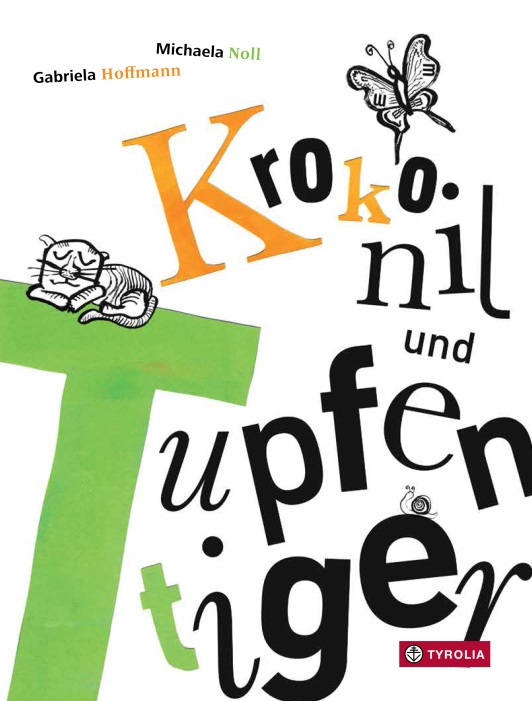 Michaela Noll
Gabriela Hoffmann
Kroko
nil
und
Tupfen
tiger
TYROLIA